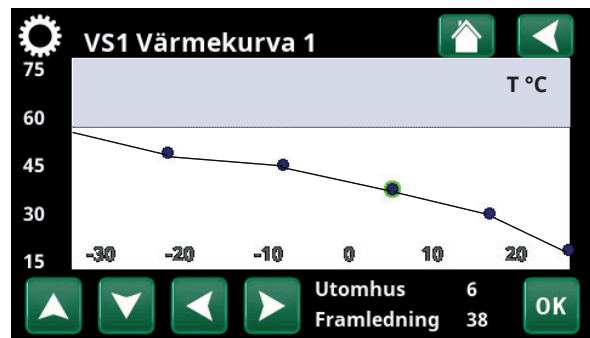 VS1 Värmekurva 1
75
T °C
60
45
30
-30 -20 -10 0 10 20
15
Utomhus 6
Framledning 38
OK